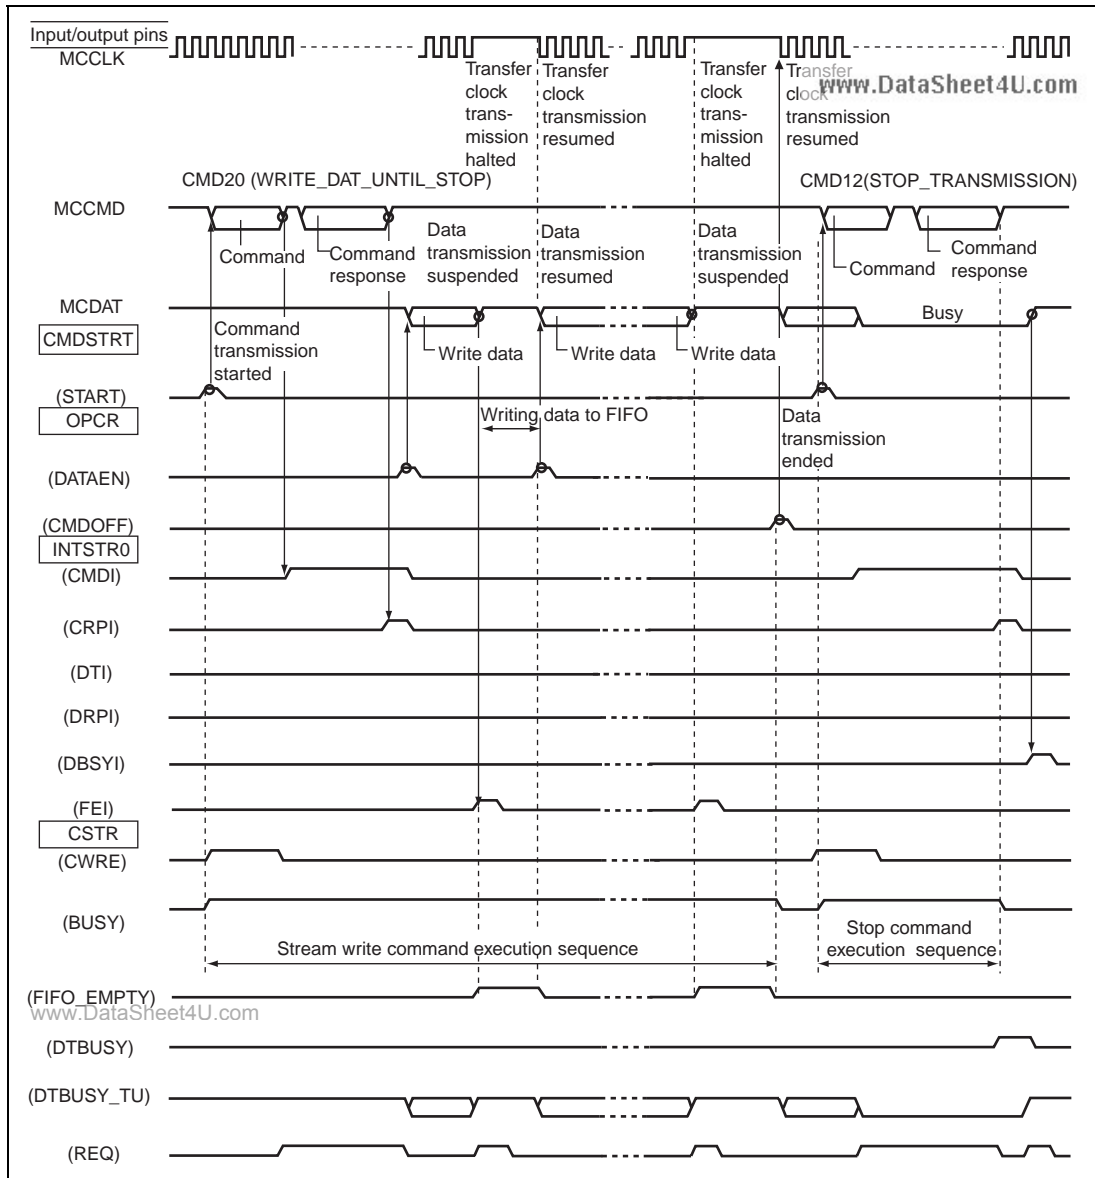 Input/output pins
MCCLK
Transfer
clock
trans-
mission
halted
Transfer
clock
transmission
resumed
Transfer
clock
trans-
mission
halted
Transfer
clock
transmission
resumed
www.DataSheet4U.com
CMD20 (WRITE_DAT_UNTIL_STOP)
CMD12(STOP_TRANSMISSION)
MCCMD
Command
Command
response
Data
transmission
suspended
Data
transmission
resumed
Data
transmission
suspended
Command
Command
response
MCDAT
Busy
CMDSTRT
Command
transmission
started
Write data
Write data
Write data
(START)
OPCR
Writing data to FIFO
Data
transmission
ended
(DATAEN)
(CMDOFF)
INTSTR0
(CMDI)
(CRPI)
(DTI)
(DRPI)
(DBSYI)
(FEI)
CSTR
(CWRE)
(BUSY)
Stream write command execution sequence
Stop command
execution sequence
(FIFO_EMPTY)
www.DataSheet4U.com
(DTBUSY)
(DTBUSY_TU)
(REQ)